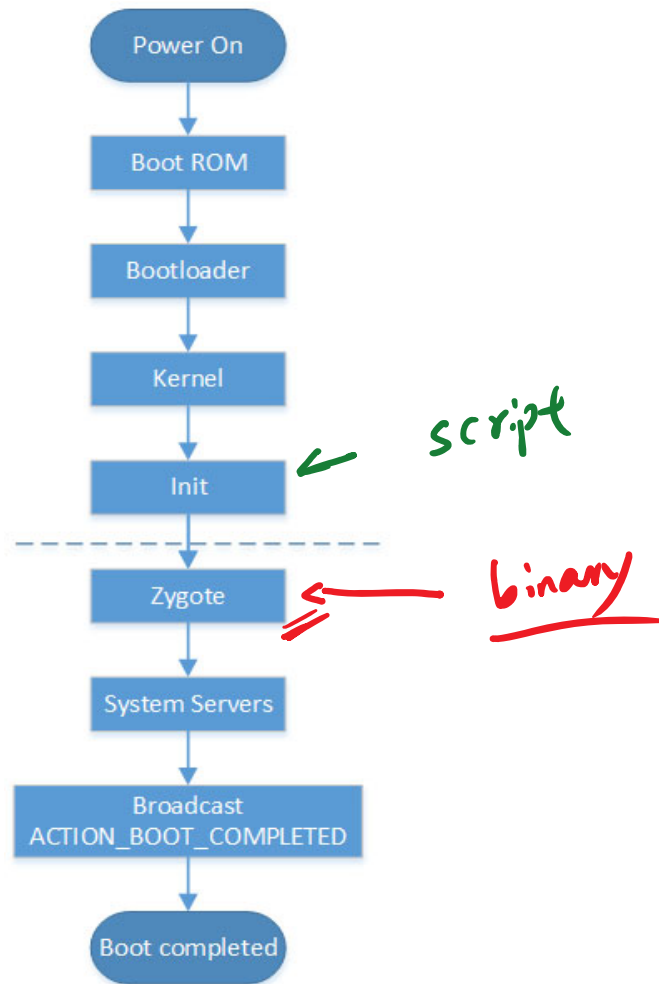 Power On
Boot ROM
Bootloader
Kernel
script
Init
Zygote
binary
System Servers
Broadcast
ACTION_BOOT_COMPLETED
Boot completed